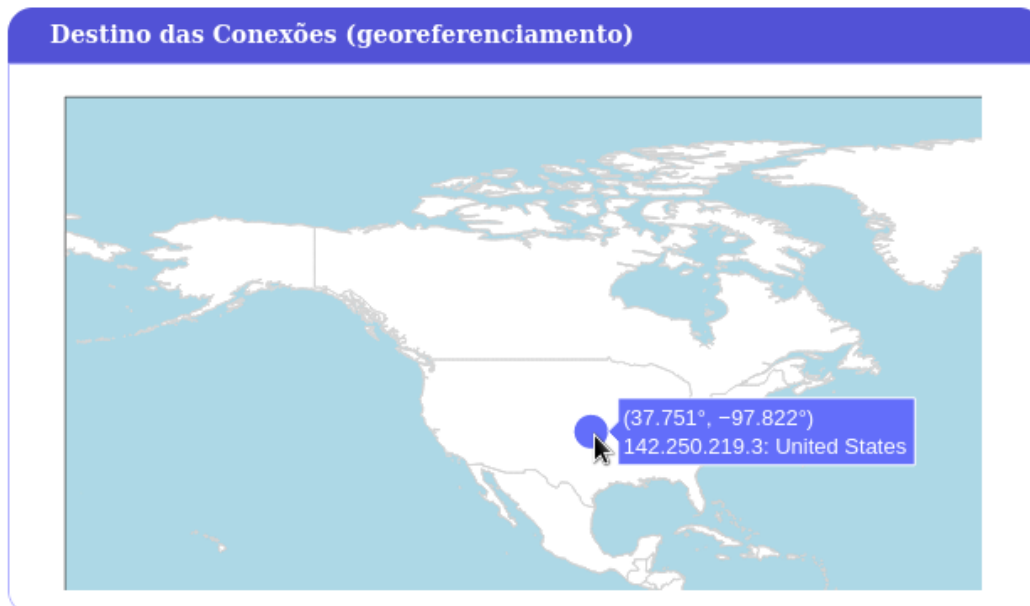 Destino das Conexões (georeferenciamento)
(37.751°, −97.822°)
142.250.219.3: United States